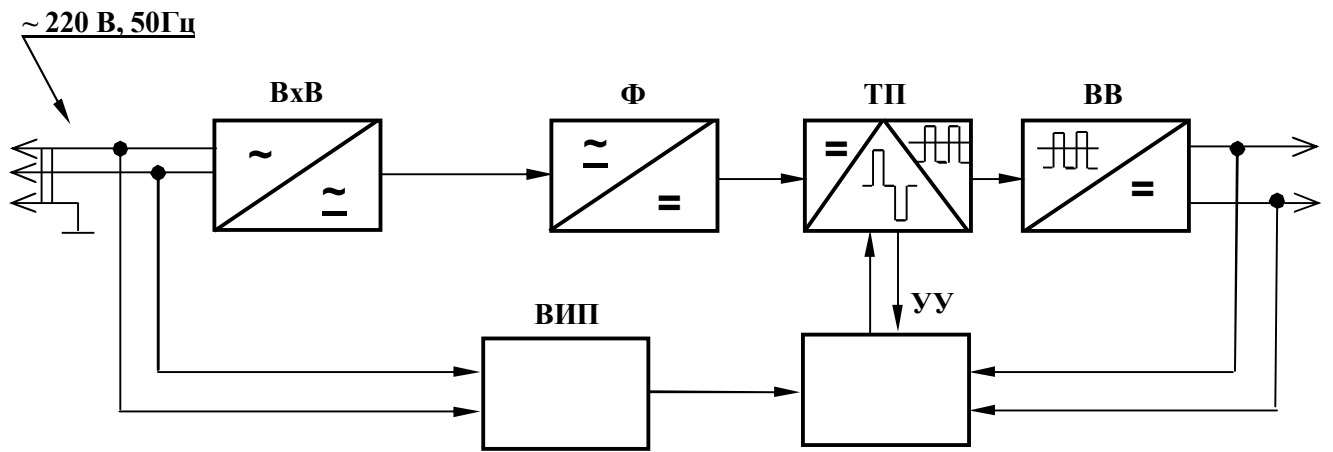 ~ 220 В, 50Гц
ВхВ
Ф
ТП
ВВ
~
≃
≃
=
=
=
УУ
ВИП